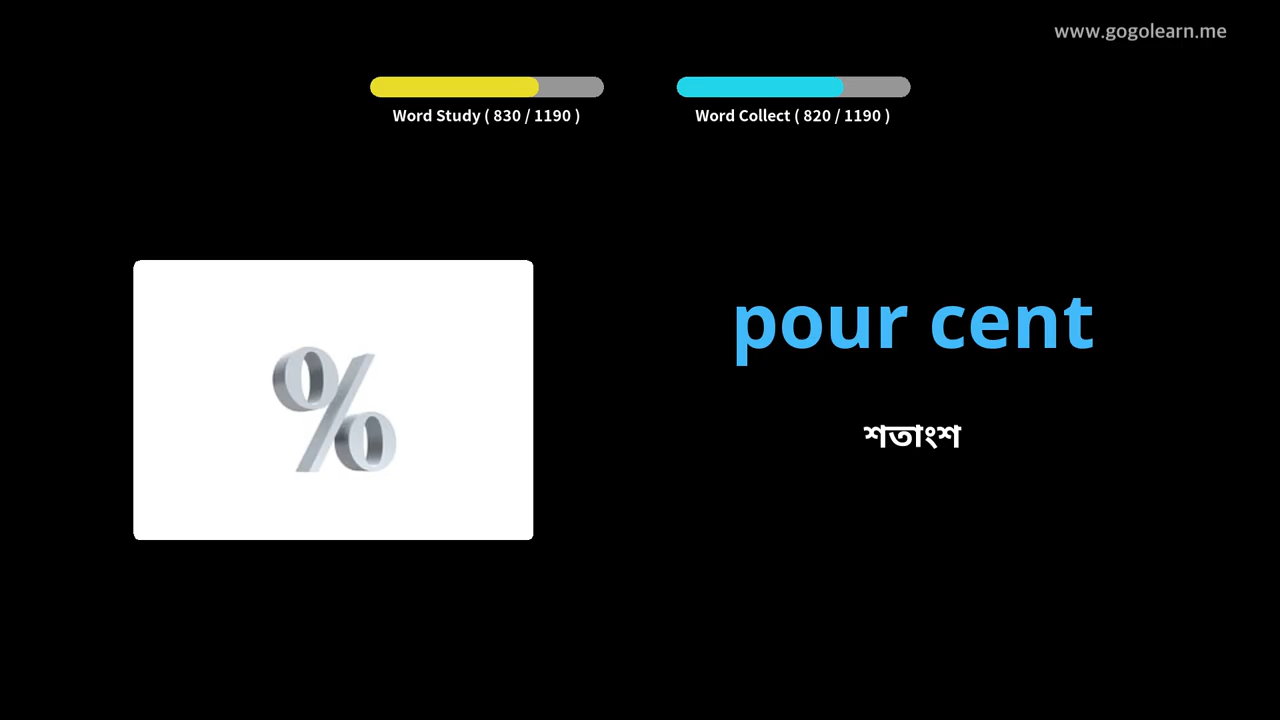 www.gogolearn.me
Word Study ( 830 / 1190 )
Word Collect ( 820 / 1190 )
%
pour cent
শতাংশ